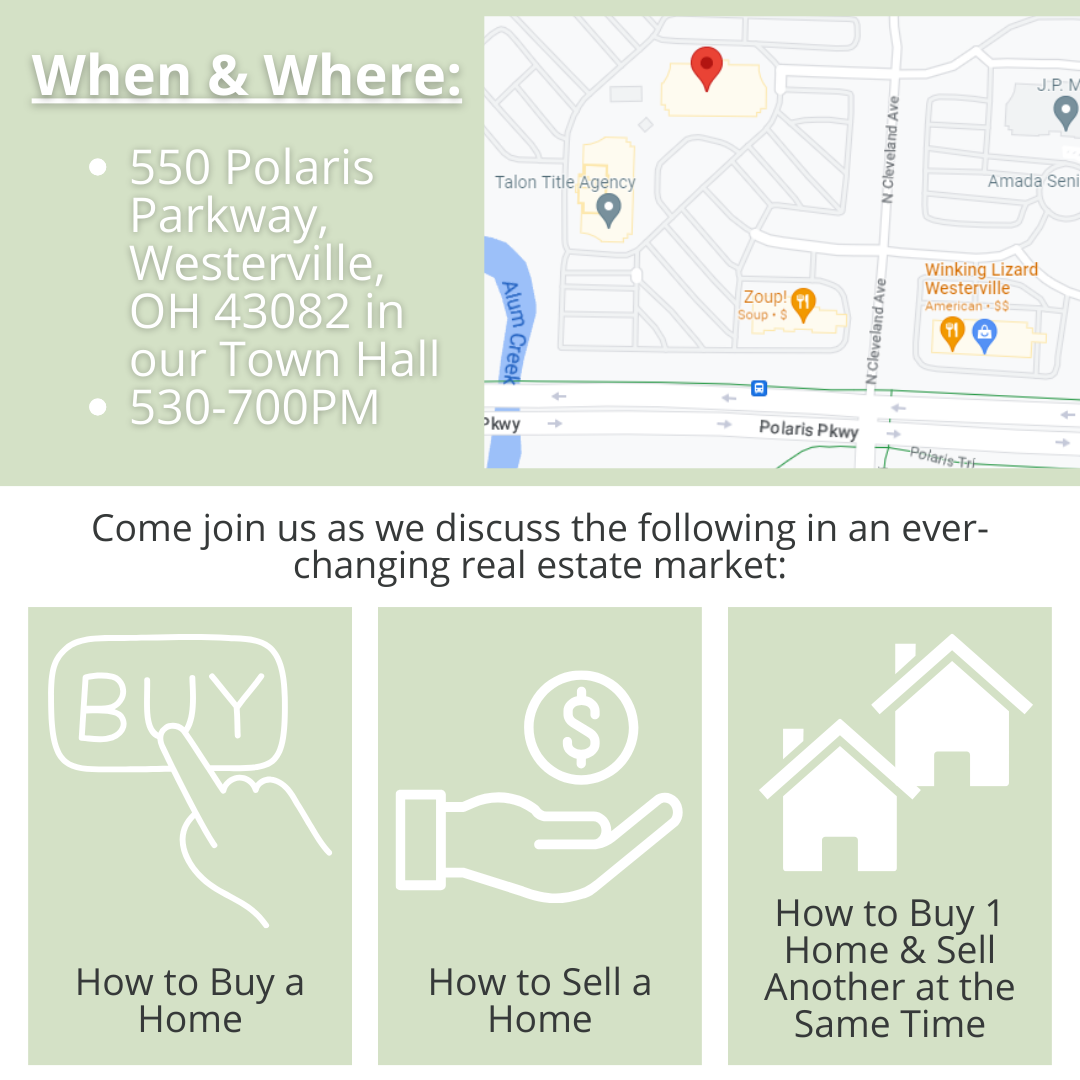 When & Where:
550 Polaris
Parkway,
Westerville,
OH 43082 in
our Town Hall
530-700PM
J.P. M
N Cleveland Ave
Talon Title Agency
Amada Seni
Winking Lizard
Westerville
American · $$
Zoup!
Soup · $
Alum Creek
N Cleveland Ave
Pkwy
Polaris Pkwy
Polaris Trl
Come join us as we discuss the following in an ever-
changing real estate market:
BUY
$
How to Buy a
Home
How to Sell a
Home
How to Buy 1
Home & Sell
Another at the
Same Time